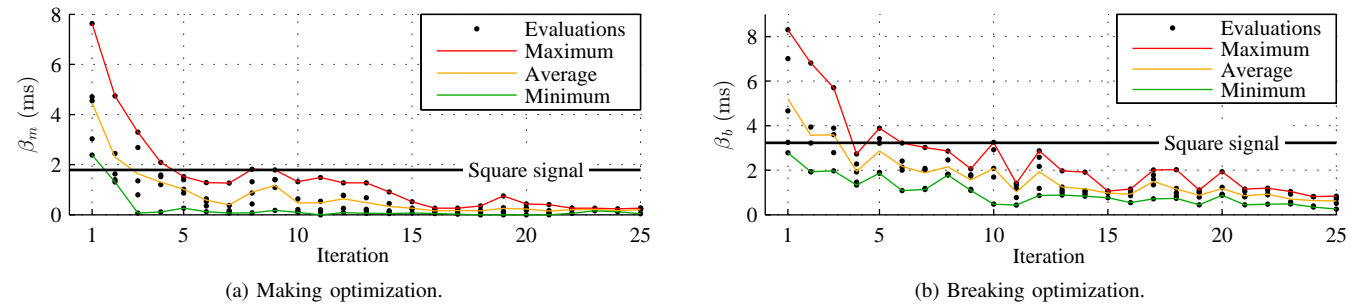 8
6
4
2
0
β_m (ms)
Evaluations
Maximum
Average
Minimum
Square signal
1 5 10 15 20 25
Iteration
(a) Making optimization.
8
6
4
2
0
β_b (ms)
Evaluations
Maximum
Average
Minimum
Square signal
1 5 10 15 20 25
Iteration
(b) Breaking optimization.